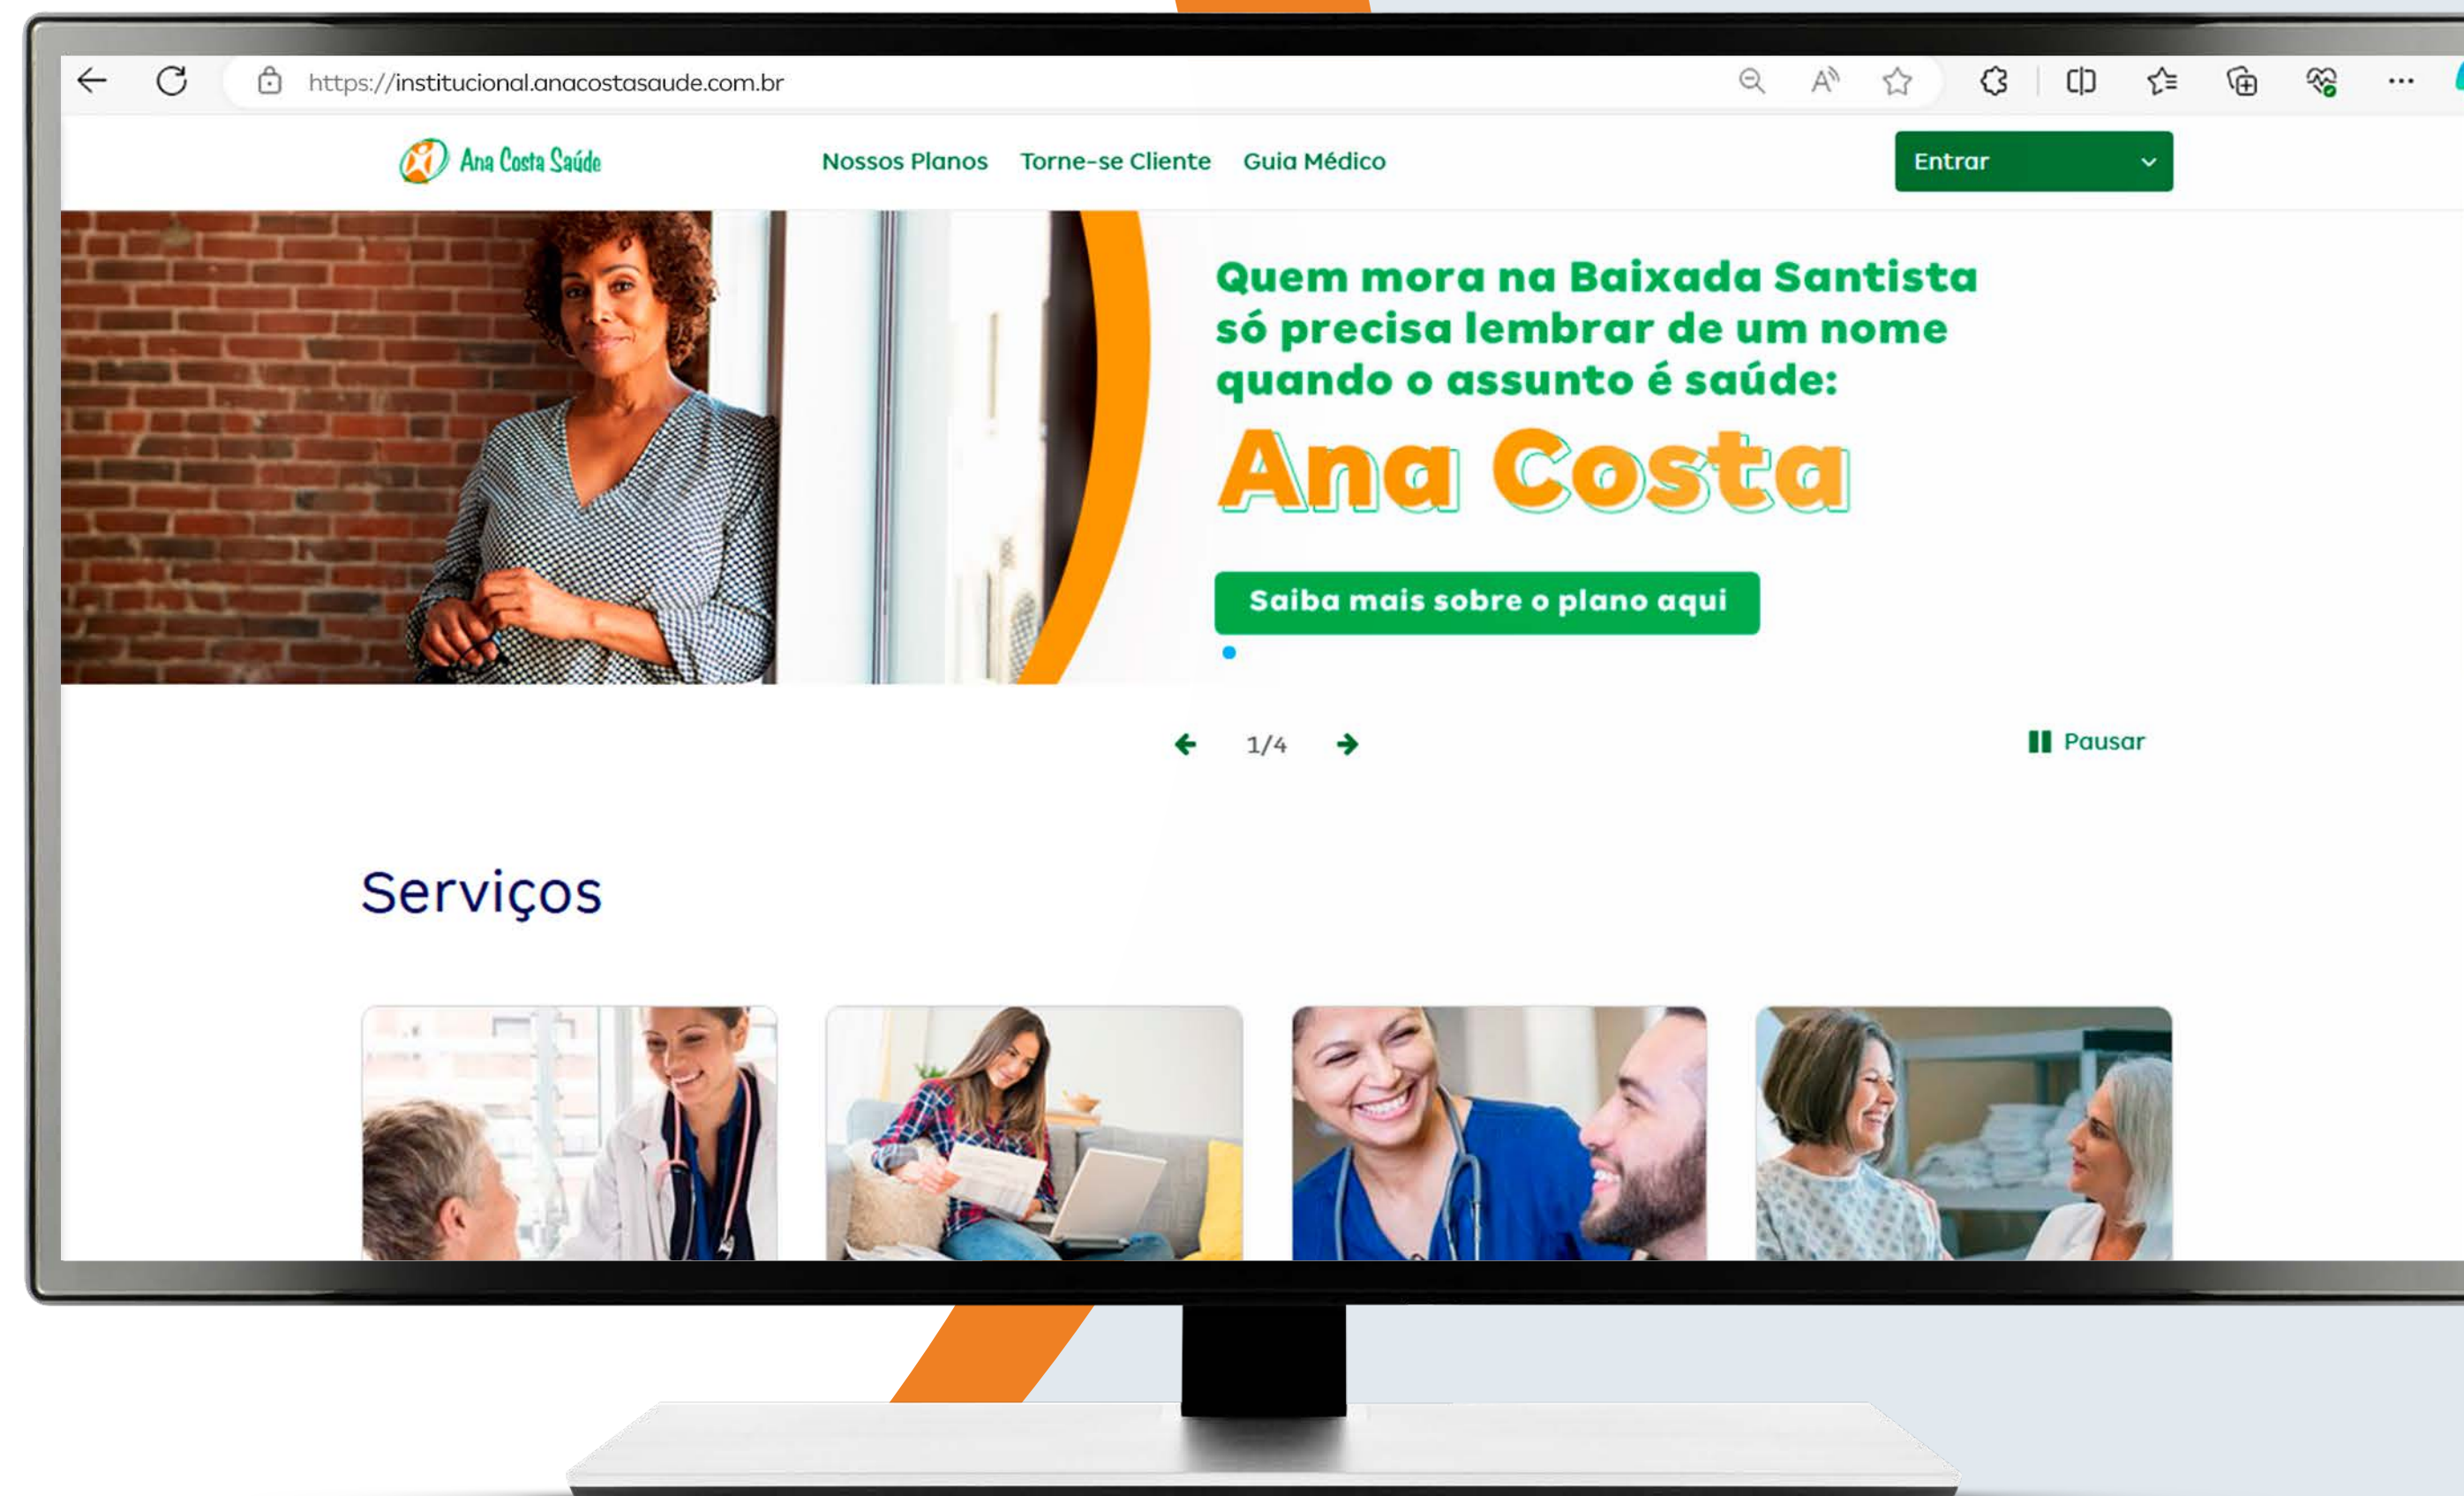 https://institucional.anacostasaude.com.br
Ana Costa Saúde
Nossos Planos Torne-se Cliente Guia Médico
Entrar
Quem mora na Baixada Santista
só precisa lembrar de um nome
quando o assunto é saúde:
Ana Costa
Saiba mais sobre o plano aqui
1/4
Pausar
Serviços